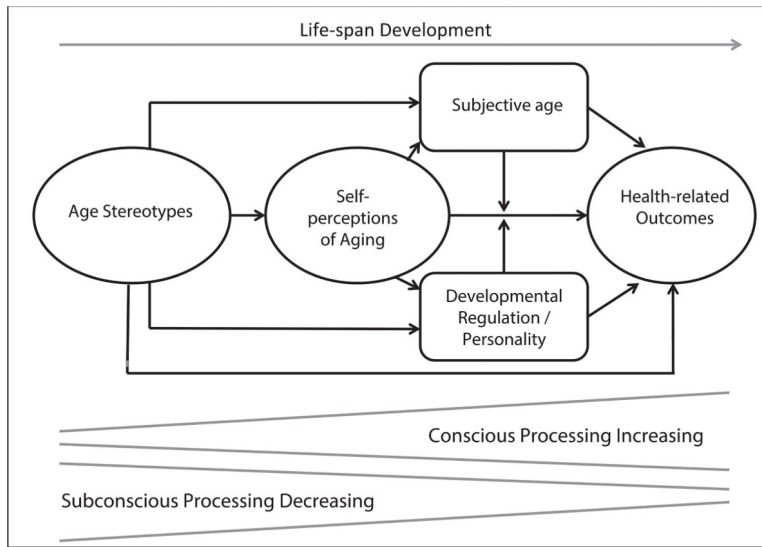 Life-span Development
Subjective age
Age Stereotypes
Self-
perceptions
of Aging
Health-related
Outcomes
Developmental
Regulation /
Personality
Conscious Processing Increasing
Subconscious Processing Decreasing